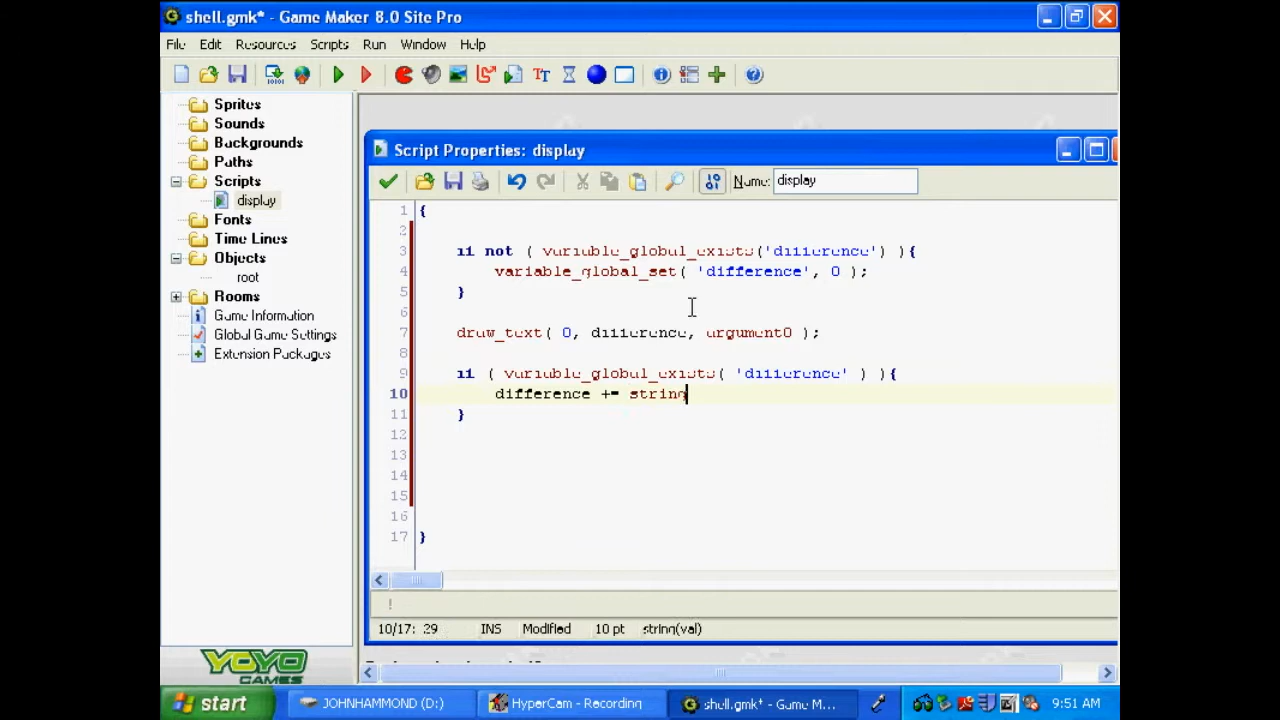 shell.gmk* - Game Maker 8.0 Site Pro
File Edit Resources Scripts Run Window Help
Sprites
Sounds
Backgrounds
Paths
Scripts
display
Fonts
Time Lines
Objects
root
Rooms
Game Information
Global Game Settings
Extension Packages
YOYO
GAMES
Script Properties: display
Name: display
1 {
2
3 if not ( variable_global_exists('difference') ){
4 variable_global_set( 'difference', 0 );
5 }
6
7 draw_text( 0, difference, argument0 );
8
9 if ( variable_global_exists( 'difference' ) ){
10 difference += string
11 }
12
13
14
15
16
17 }
!
10/17: 29 INS Modified 10 pt string(val)
start JOHNHAMMOND (D:) HyperCam - Recording shell.gmk* - Game M... 9:51 AM